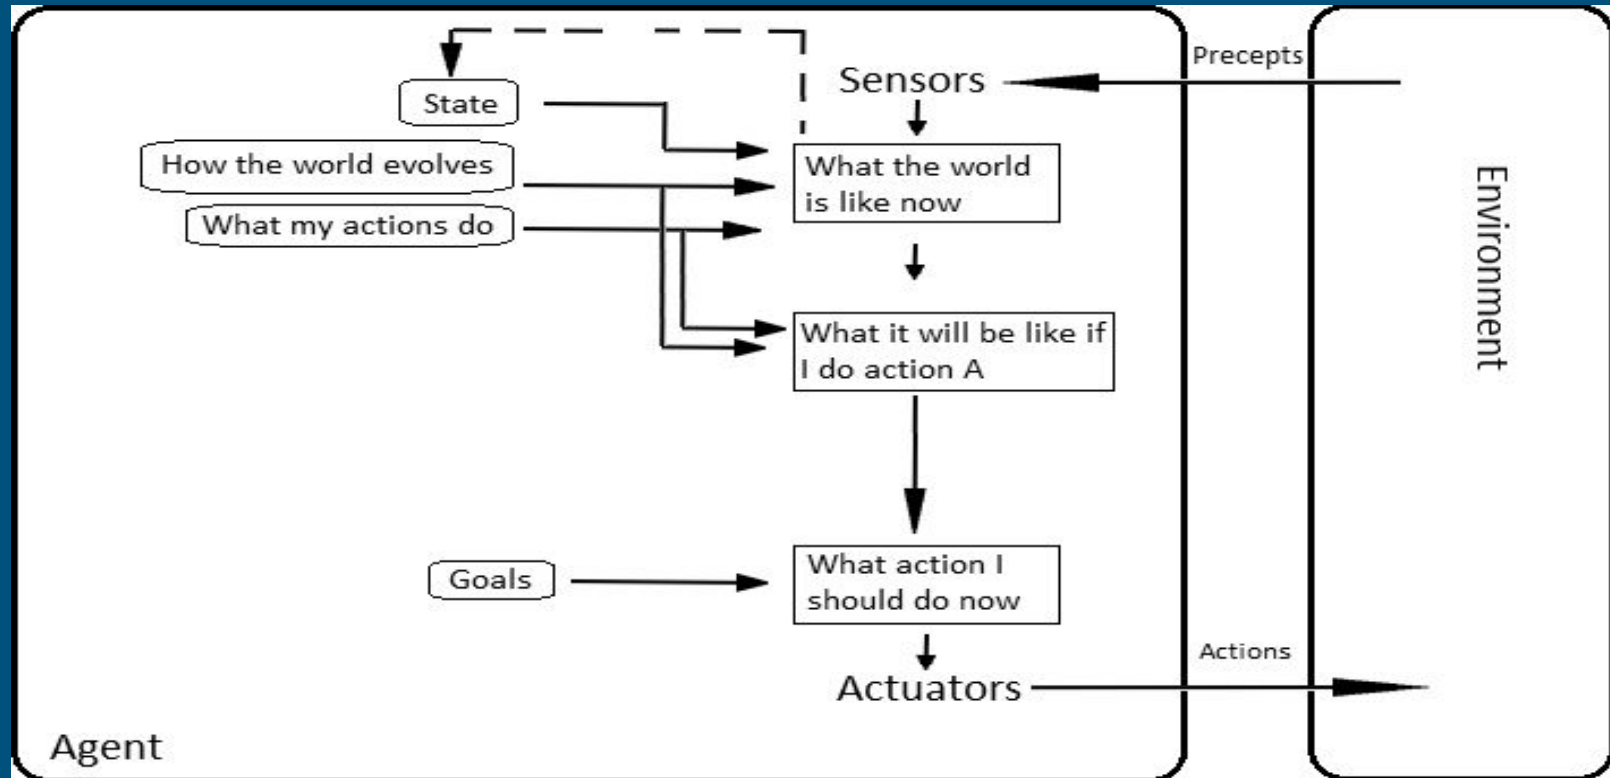 Precepts
Sensors
State
How the world evolves
What the world
is like now
What my actions do
Environment
What it will be like if
I do action A
What action I
should do now
Goals
Actions
Actuators
Agent